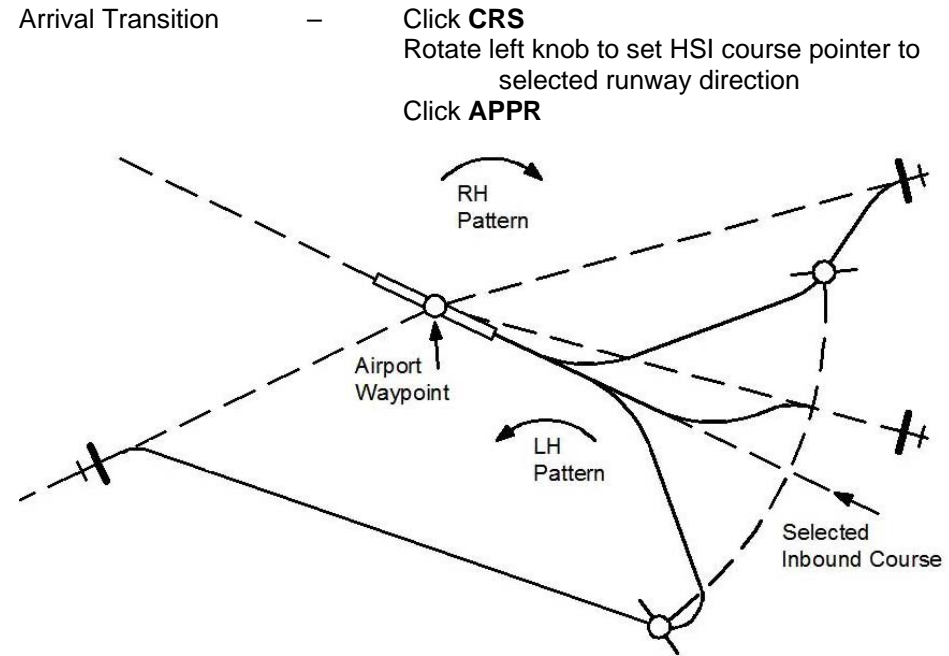 Arrival Transition – Click CRS
Rotate left knob to set HSI course pointer to
selected runway direction
Click APPR
RH
Pattern
Airport
Waypoint
LH
Pattern
Selected
Inbound Course